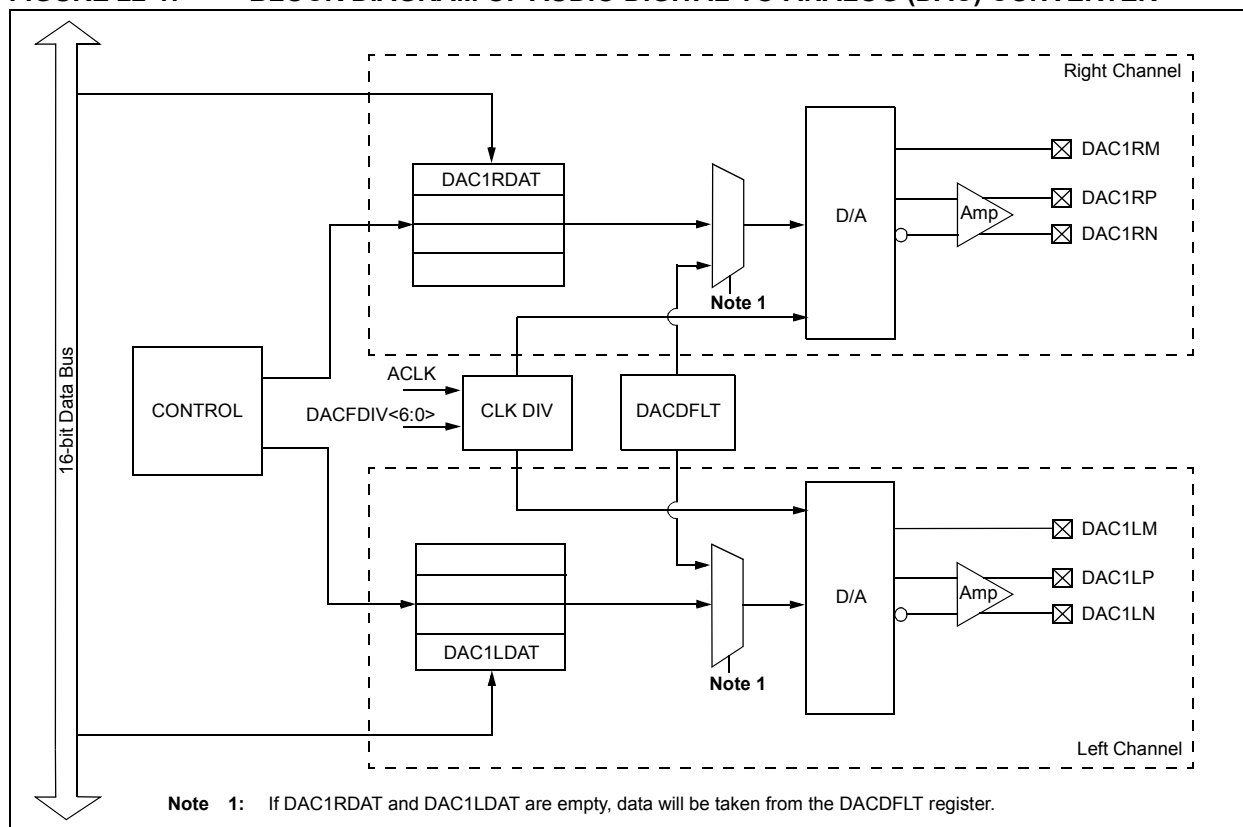 Right Channel
DAC1RDAT
D/A
DAC1RM
DAC1RP
Amp
DAC1RN
Note 1
16-bit Data Bus
CONTROL
ACLK
DACFDIV<6:0>
CLK DIV
DACDFLT
DAC1LDAT
D/A
DAC1LM
DAC1LP
Amp
DAC1LN
Note 1
Left Channel
Note 1: If DAC1RDAT and DAC1LDAT are empty, data will be taken from the DACDFLT register.